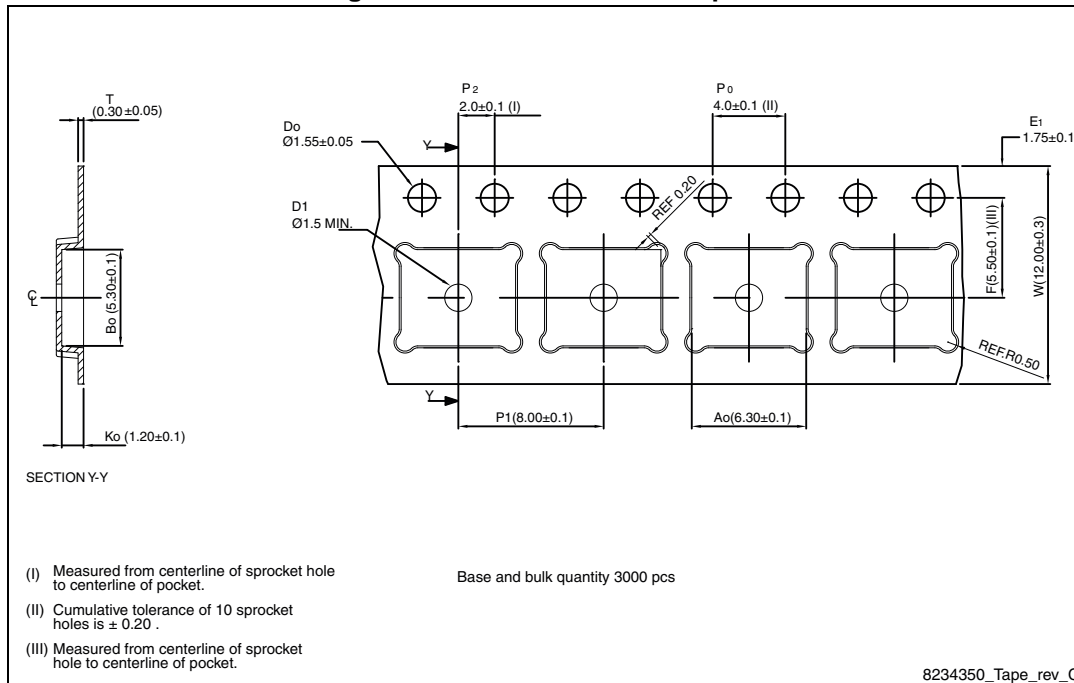 T
(0.30 ±0.05)
P2
2.0±0.1 (I)
P0
4.0±0.1 (II)
Do
Ø1.55±0.05
Y
E1
1.75±0.1
D1
Ø1.5 MIN.
REF 0.20
F(5.50±0.1)(III)
W(12.00±0.3)
CL
Bo (5.30±0.1)
REF.R0.50
Y
P1(8.00±0.1)
Ao(6.30±0.1)
Ko (1.20±0.1)
SECTION Y-Y
(I) Measured from centerline of sprocket hole
to centerline of pocket.
Base and bulk quantity 3000 pcs
(II) Cumulative tolerance of 10 sprocket
holes is ± 0.20 .
(III) Measured from centerline of sprocket
hole to centerline of pocket.